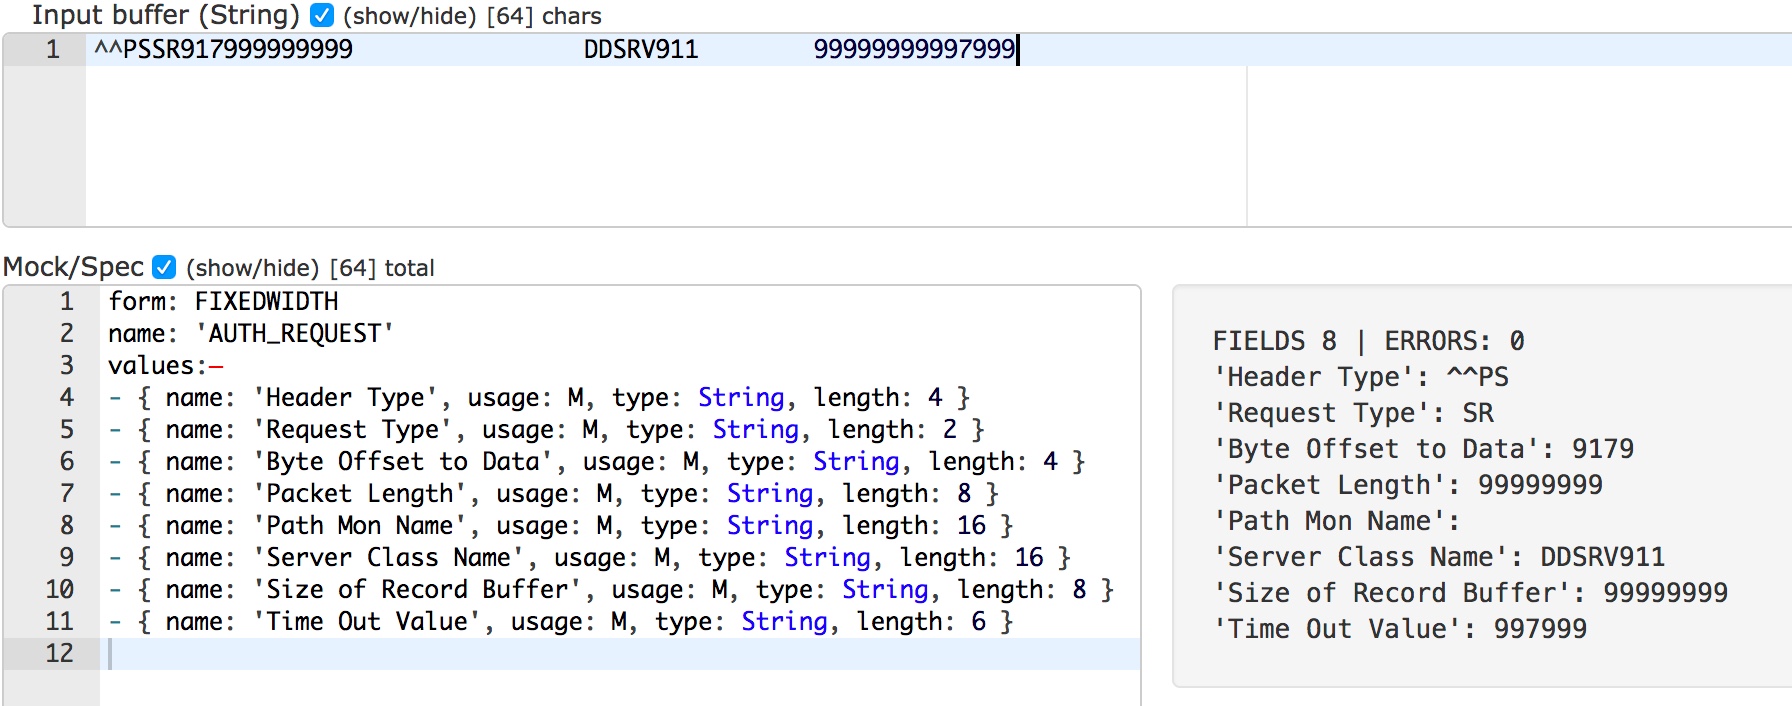 Input buffer (String) (show/hide) [64] chars
1 ^^PSSR917999999999                DDSRV911        99999999997999
Mock/Spec (show/hide) [64] total
1 form: FIXEDWIDTH
2 name: 'AUTH_REQUEST'
3 values:
4 - { name: 'Header Type', usage: M, type: String, length: 4 }
5 - { name: 'Request Type', usage: M, type: String, length: 2 }
6 - { name: 'Byte Offset to Data', usage: M, type: String, length: 4 }
7 - { name: 'Packet Length', usage: M, type: String, length: 8 }
8 - { name: 'Path Mon Name', usage: M, type: String, length: 16 }
9 - { name: 'Server Class Name', usage: M, type: String, length: 16 }
10 - { name: 'Size of Record Buffer', usage: M, type: String, length: 8 }
11 - { name: 'Time Out Value', usage: M, type: String, length: 6 }
12
FIELDS 8 | ERRORS: 0
'Header Type': ^^PS
'Request Type': SR
'Byte Offset to Data': 9179
'Packet Length': 99999999
'Path Mon Name':
'Server Class Name': DDSRV911
'Size of Record Buffer': 99999999
'Time Out Value': 997999